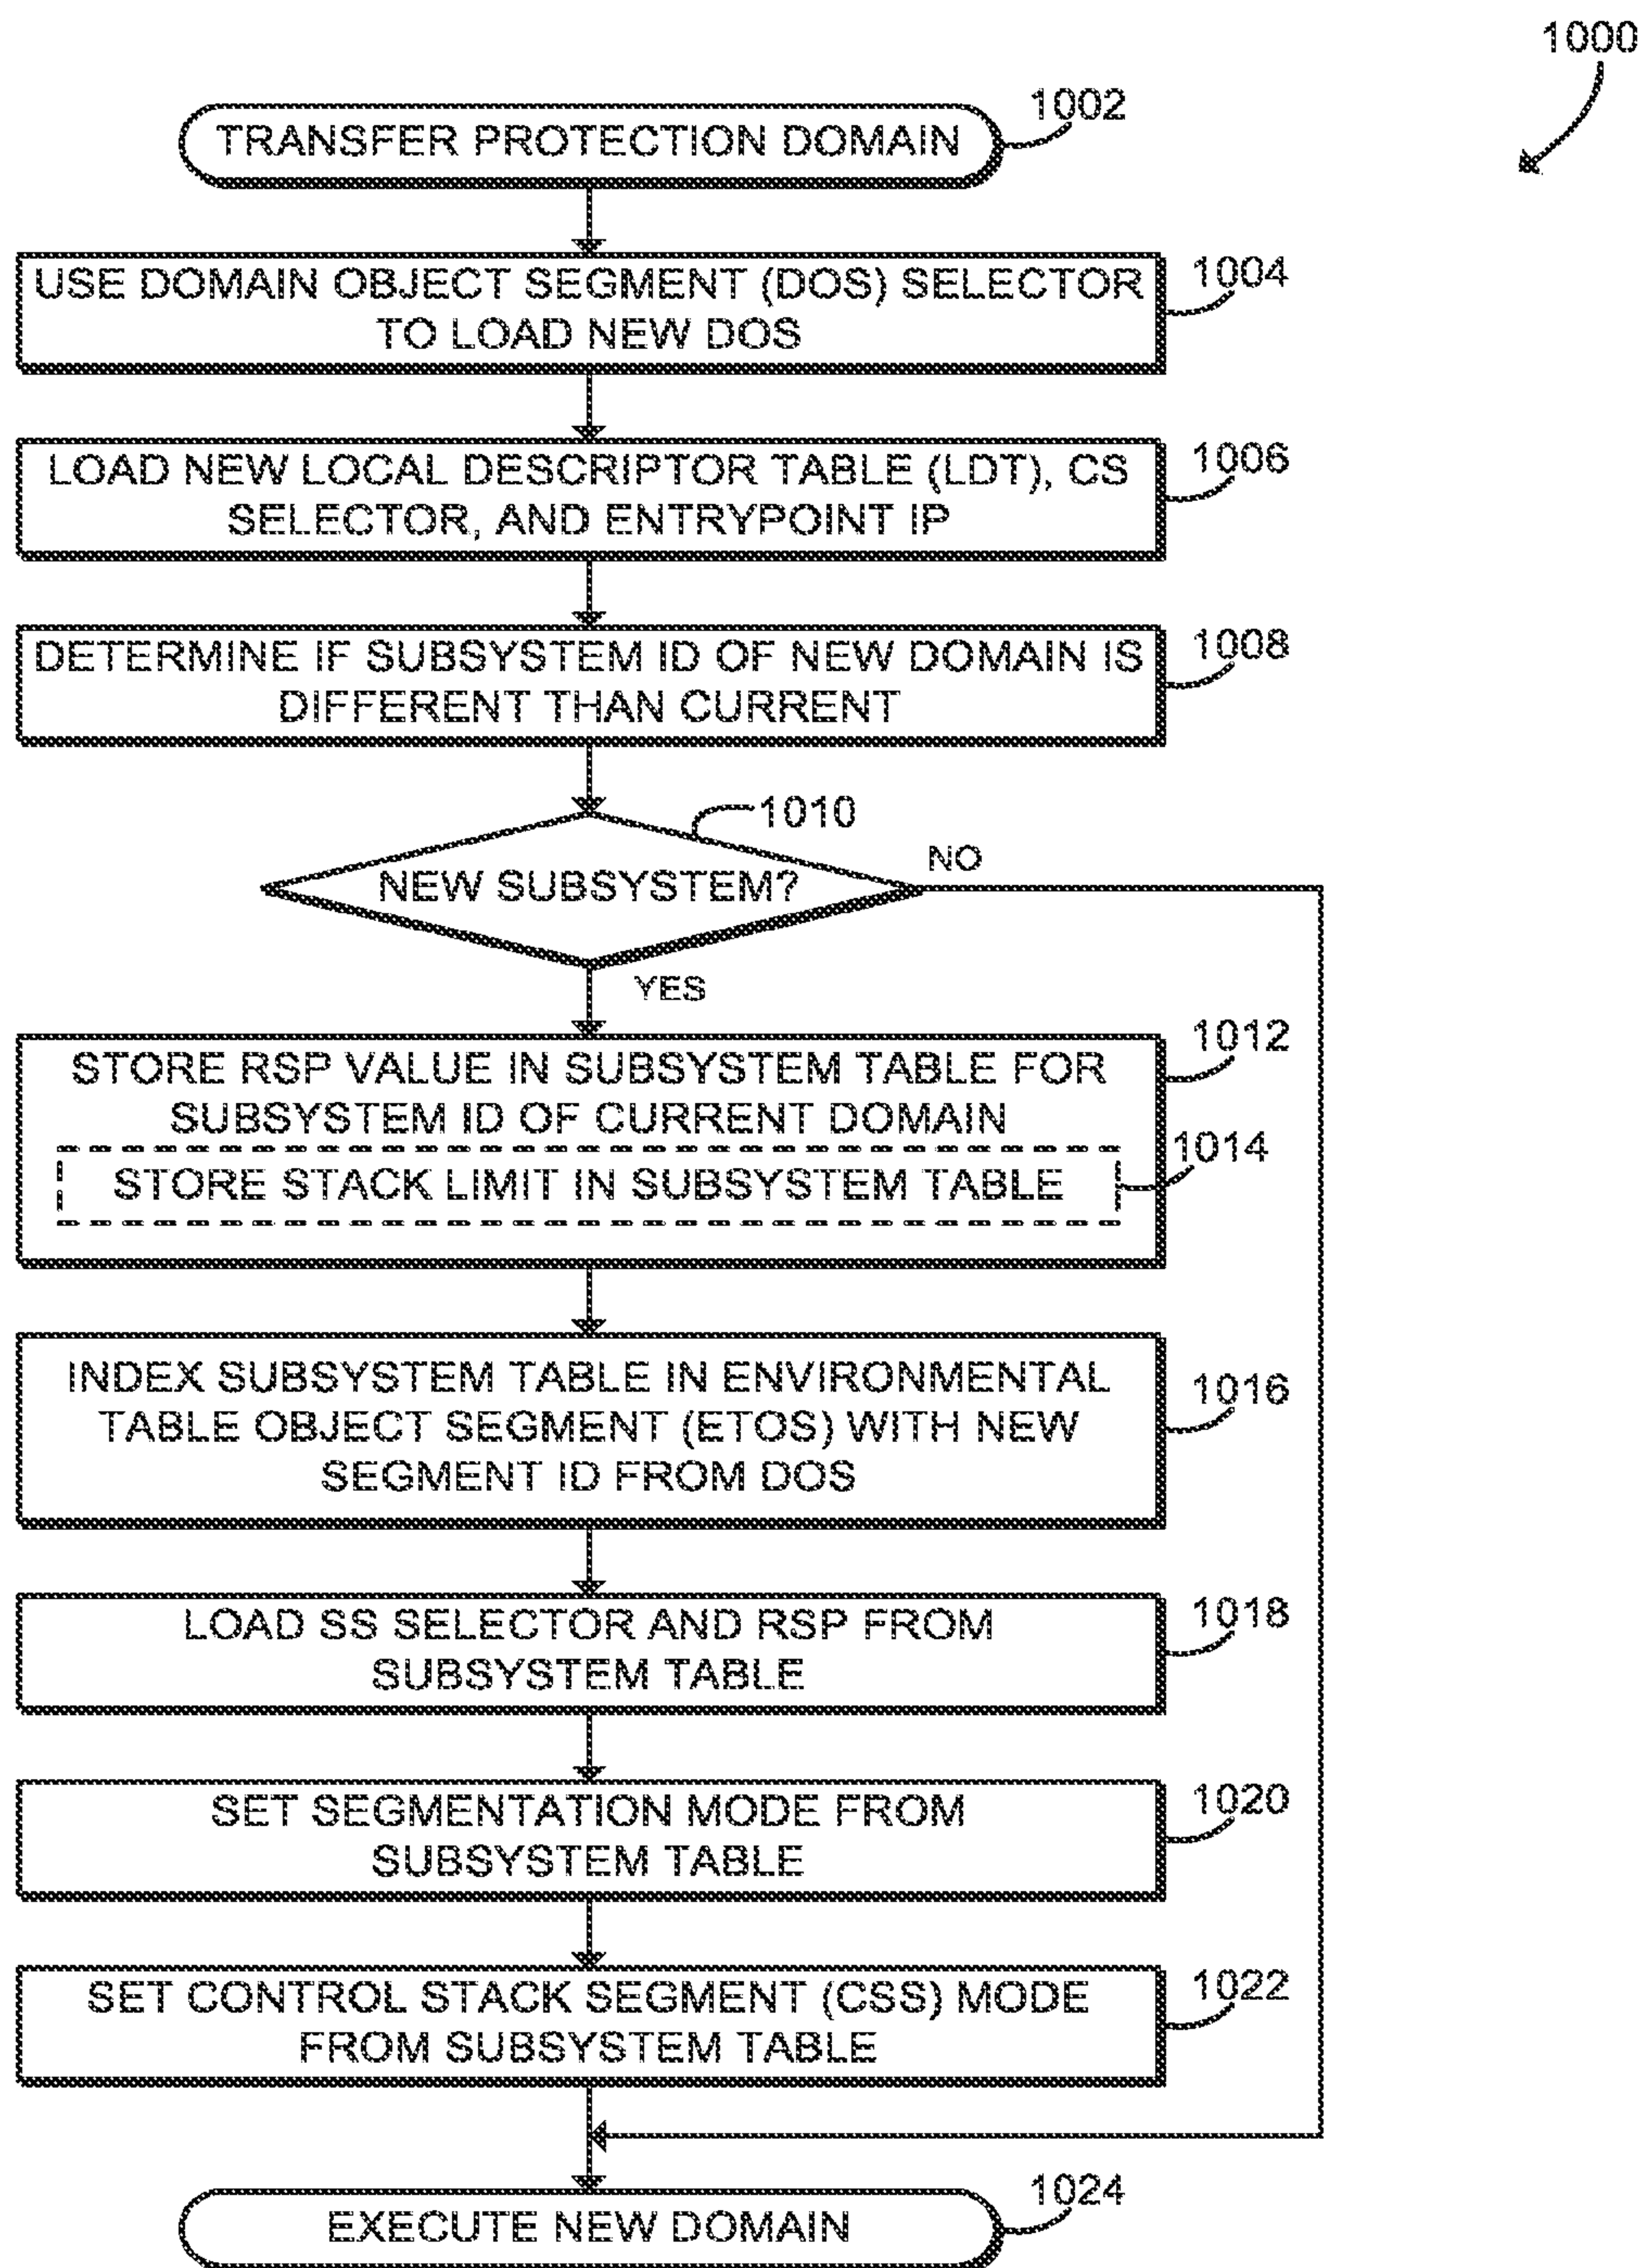 1000
TRANSFER PROTECTION DOMAIN
1002
USE DOMAIN OBJECT SEGMENT (DOS) SELECTOR
TO LOAD NEW DOS
1004
LOAD NEW LOCAL DESCRIPTOR TABLE (LDT), CS
SELECTOR, AND ENTRYPOINT IP
1006
DETERMINE IF SUBSYSTEM ID OF NEW DOMAIN IS
DIFFERENT THAN CURRENT
1008
1010
NEW SUBSYSTEM?
NO
YES
STORE RSP VALUE IN SUBSYSTEM TABLE FOR
SUBSYSTEM ID OF CURRENT DOMAIN
1012
STORE STACK LIMIT IN SUBSYSTEM TABLE
1014
INDEX SUBSYSTEM TABLE IN ENVIRONMENTAL
TABLE OBJECT SEGMENT (ETOS) WITH NEW
SEGMENT ID FROM DOS
1016
LOAD SS SELECTOR AND RSP FROM
SUBSYSTEM TABLE
1018
SET SEGMENTATION MODE FROM
SUBSYSTEM TABLE
1020
SET CONTROL STACK SEGMENT (CSS) MODE
FROM SUBSYSTEM TABLE
1022
EXECUTE NEW DOMAIN
1024